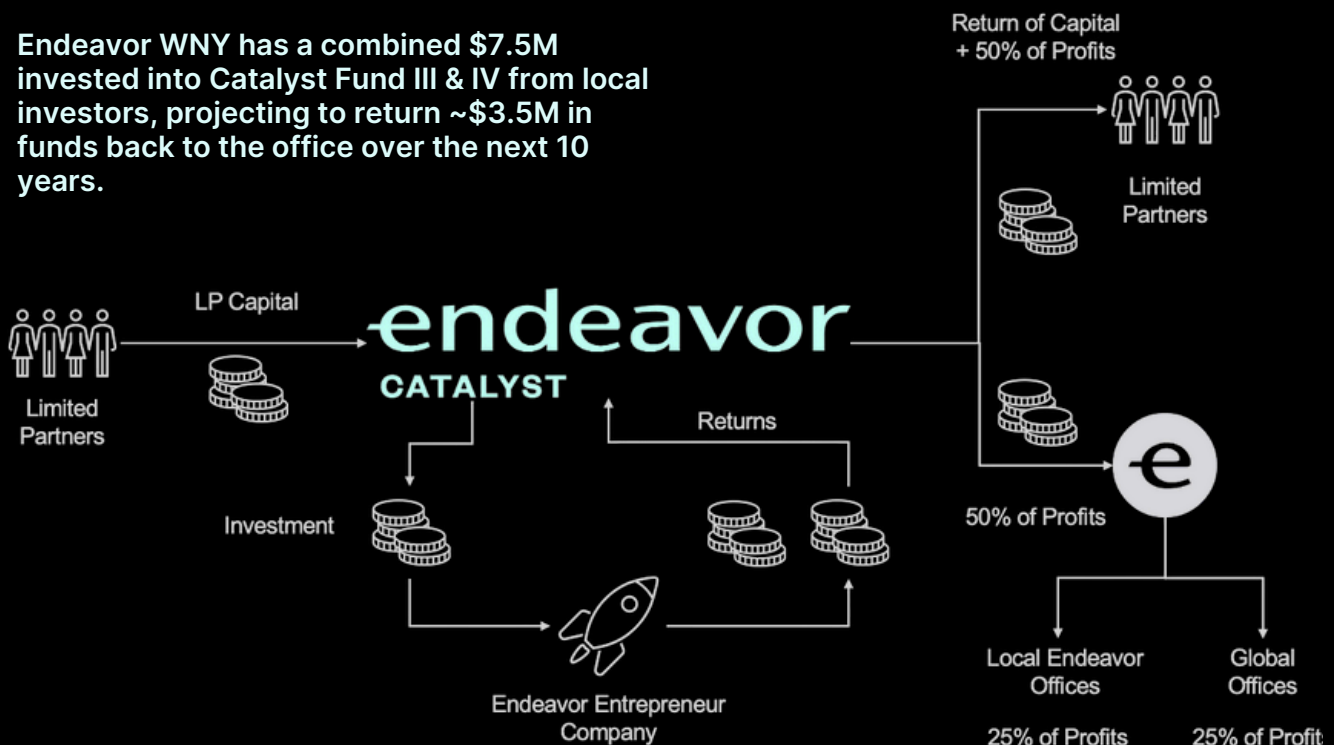 Endeavor WNY has a combined $7.5M
invested into Catalyst Fund III & IV from local
investors, projecting to return ~$3.5M in
funds back to the office over the next 10
years.
Return of Capital
+ 50% of Profits
Limited
Partners
LP Capital
endeavor
CATALYST
Limited
Partners
Returns
Investment
e
50% of Profits
Endeavor Entrepreneur
Company
Local Endeavor
Offices
25% of Profits
Global
Offices
25% of Profit